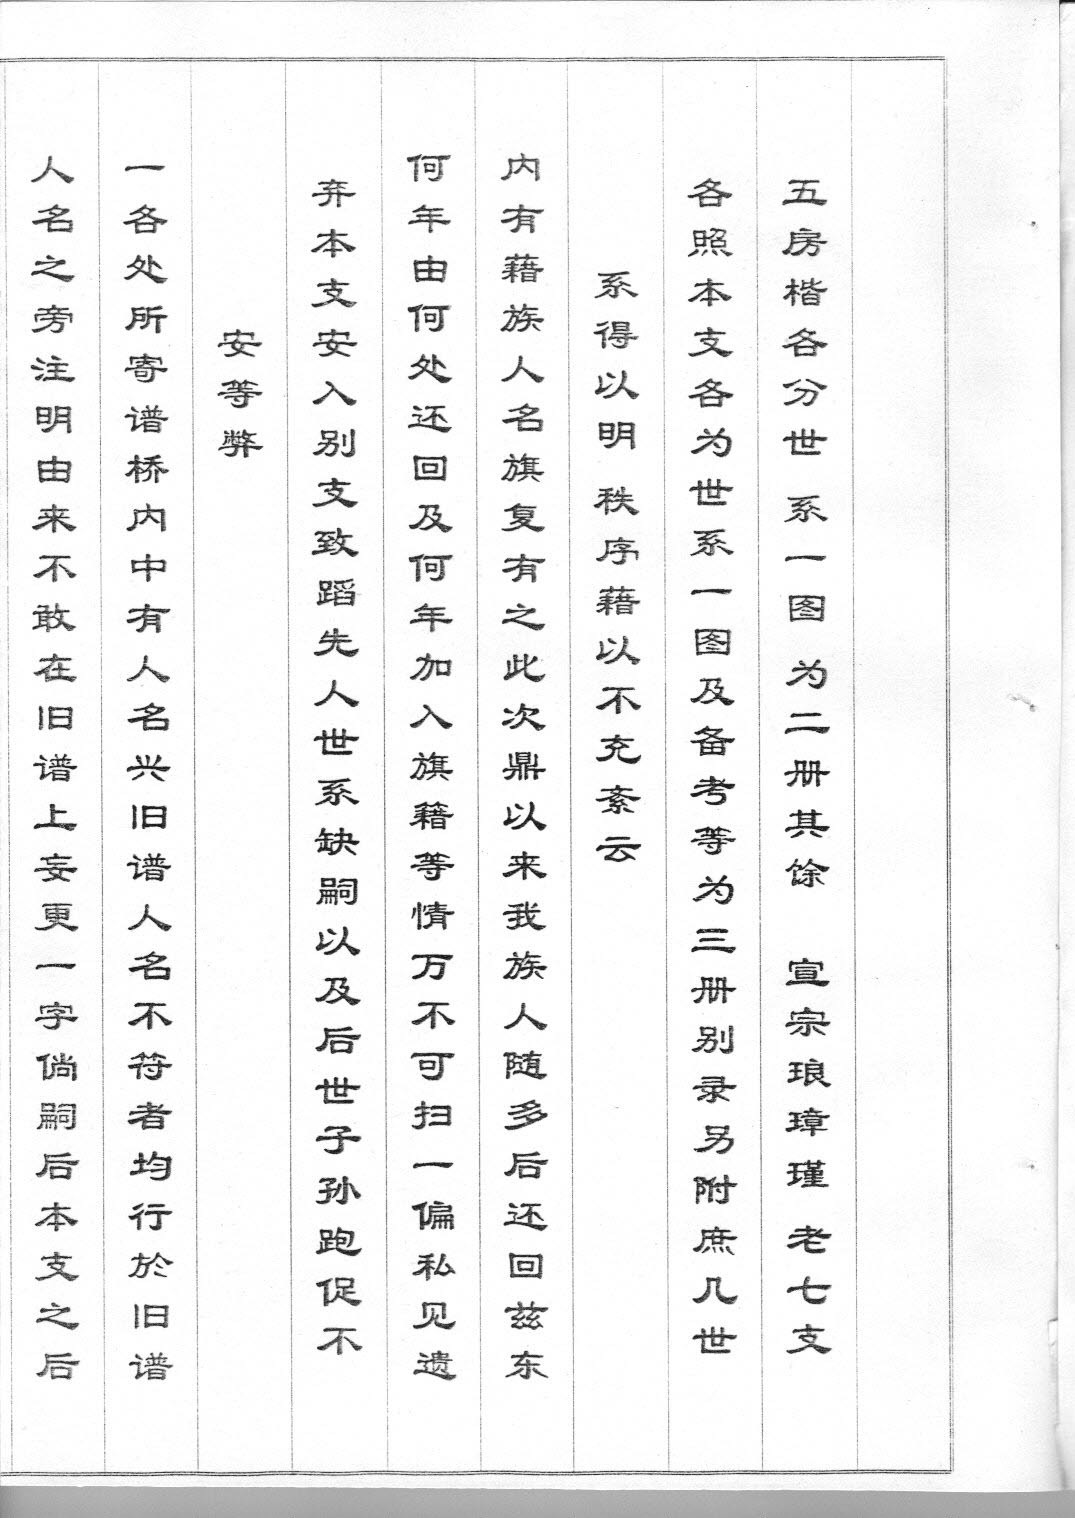 五房楷各分世 系一图 为二册其馀 宣宗琅璋瑾 老七支
各照本支各为世系一图及备考等为三册别录另附庶几世
系得以明 秩序藉以不充紊云
内有藉族人名旗复有之此次鼎以来我族人随多后还回兹东
何年由何处还回及何年加入旗籍等情万不可扫一偏私见遗
弃本支安入别支致蹈先人世系缺嗣以及后世子孙跑促不
安等弊
一各处所寄谱桥内中有人名兴旧谱人名不符者均行於旧谱
人名之旁注明由来不敢在旧谱上妄更一字倘嗣后本支之后